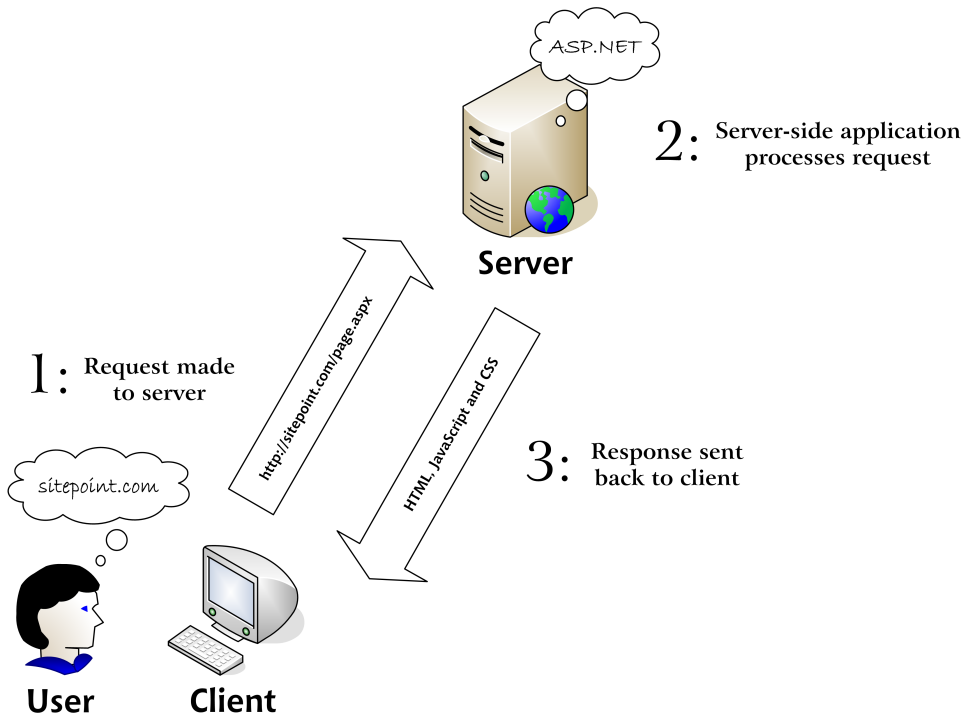 ASP.NET
2: Server-side application
processes request
Server
http://sitepoint.com/page.aspx
1: Request made
to server
HTML, JavaScript and CSS
3: Response sent
back to client
sitepoint.com
User
Client